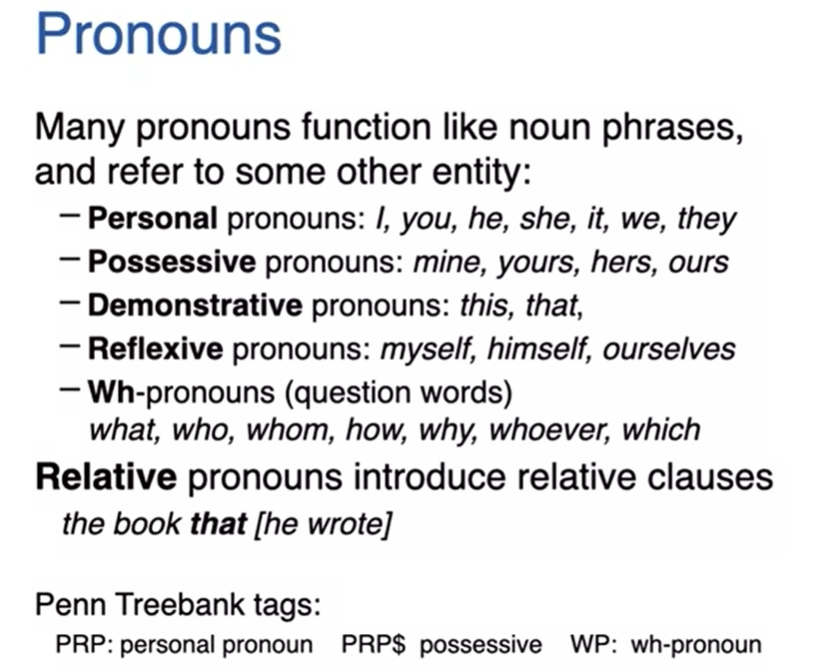 Pronouns
Many pronouns function like noun phrases,
and refer to some other entity:
– Personal pronouns: I, you, he, she, it, we, they
– Possessive pronouns: mine, yours, hers, ours
– Demonstrative pronouns: this, that,
– Reflexive pronouns: myself, himself, ourselves
– Wh-pronouns (question words)
what, who, whom, how, why, whoever, which
Relative pronouns introduce relative clauses
the book that [he wrote]
Penn Treebank tags:
PRP: personal pronoun PRP$ possessive WP: wh-pronoun